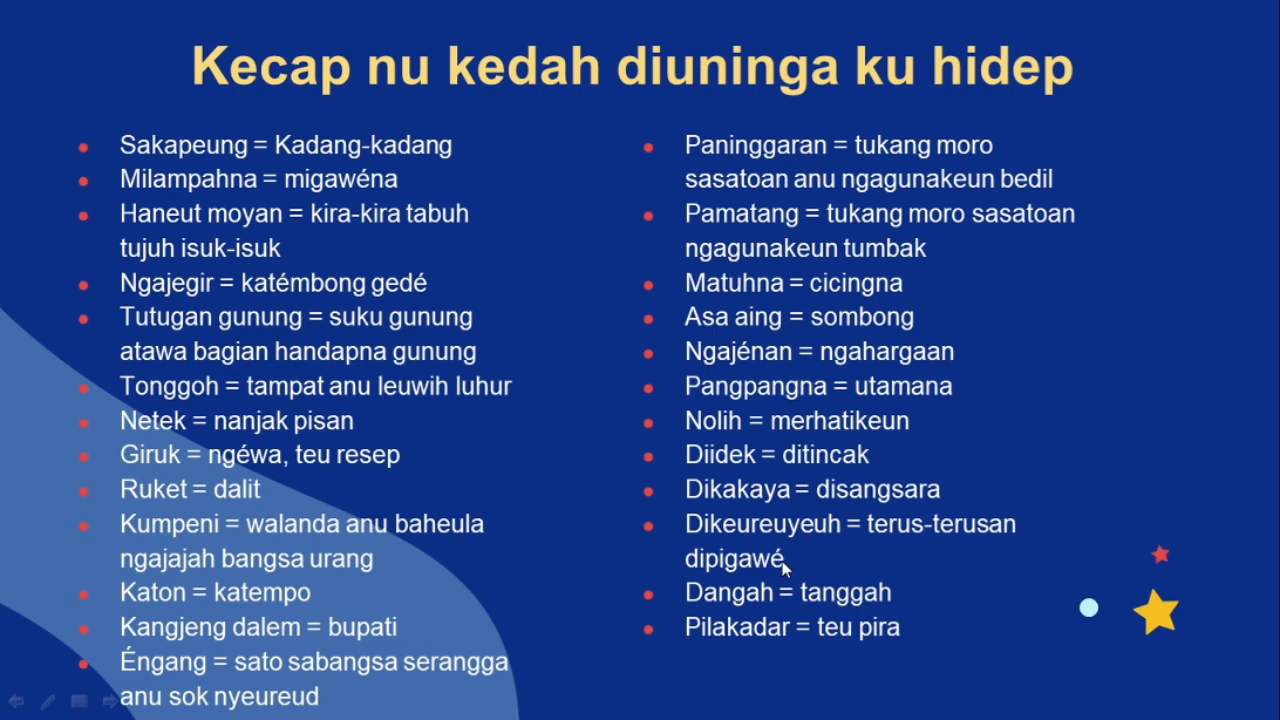 Kecap nu kedah diuninga ku hidep
Sakapeung = Kadang-kadang
Milampahna = migawéna
Haneut moyan = kira-kira tabuh
tujuh isuk-isuk
Ngajegir = katémbong gedé
Tutugan gunung = suku gunung
atawa bagian handapna gunung
Tonggoh = tampat anu leuwih luhur
Netek = nanjak pisan
Giruk = ngéwa, teu resep
Ruket = dalit
Kumpeni = walanda anu baheula
ngajajah bangsa urang
Katon = katempo
Kangjeng dalem = bupati
Éngang = sato sabangsa serangga
anu sok nyeureud
Paninggaran = tukang moro
sasatoan anu ngagunakeun bedil
Pamatang = tukang moro sasatoan
ngagunakeun tumbak
Matuhna = cicingna
Asa aing = sombong
Ngajénan = ngahargaan
Pangpangna = utamana
Nolih = merhatikeun
Diidek = ditincak
Dikakaya = disangsara
Dikeureuyeuh = terus-terusan
dipigawé
Dangah = tanggah
Pilakadar = teu pira